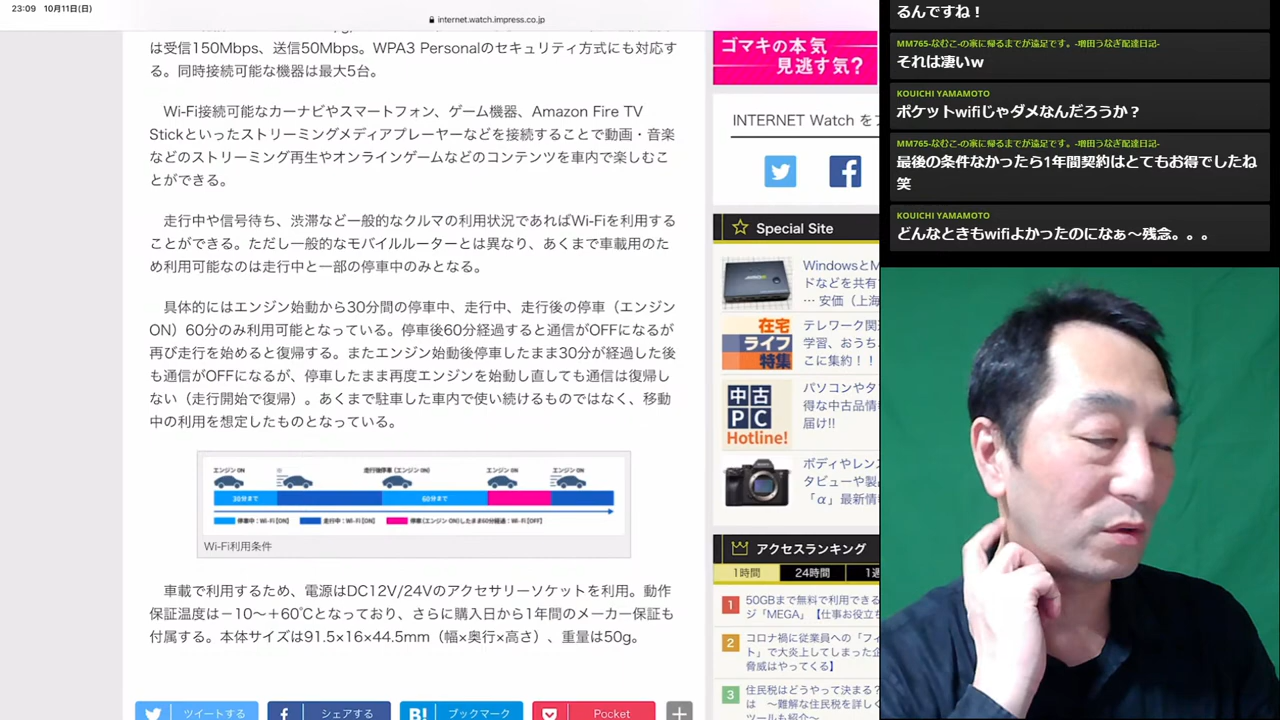 23:09 10月11日(日)
internet.watch.impress.co.jp
は受信150Mbps、送信50Mbps。WPA3 Personalのセキュリティ方式にも対応す
る。同時接続可能な機器は最大5台。
Wi-Fi接続可能なカーナビやスマートフォン、ゲーム機器、Amazon Fire TV
Stickといったストリーミングメディアプレーヤーなどを接続することで動画・音楽
などのストリーミング再生やオンラインゲームなどのコンテンツを車内で楽しむこ
とができる。
走行中や信号待ち、渋滞など一般的なクルマの利用状況であればWi-Fiを利用する
ことができる。ただし一般的なモバイルルーターとは異なり、あくまで車載用のた
め利用可能なのは走行中と一部の停車中のみとなる。
具体的にはエンジン始動から30分間の停車中、走行中、走行後の停車（エンジン
ON）60分のみ利用可能となっている。停車後60分経過すると通信がOFFになるが
再び走行を始めると復帰する。またエンジン始動後停車したまま30分が経過した後
も通信がOFFになるが、停車したまま再度エンジンを始動し直しても通信は復帰し
ない（走行開始で復帰）。あくまで駐車した車内で使い続けるものではなく、移動
中の利用を想定したものとなっている。
エンジン ON 走行後停車(エンジン ON) エンジン ON エンジン ON
30分まで 60分まで
停車中：Wi-Fi [ON] 走行中：Wi-Fi [ON] 停車(エンジン ON)したまま60分経過：Wi-Fi [OFF]
Wi-Fi利用条件
車載で利用するため、電源はDC12V/24Vのアクセサリーソケットを利用。動作
保証温度は－10～＋60℃となっており、さらに購入日から1年間のメーカー保証も
付属する。本体サイズは91.5×16×44.5mm（幅×奥行×高さ）、重量は50g。
ツイートする シェアする B! ブックマーク Pocket
ゴマキの本気
見逃す気？
INTERNET Watch をフ
Special Site
WindowsとM
ドなどを共有
… 安価（上海
在宅
ライフ
特集
テレワーク関
学習、おうち
こに集約！！
中古
PC
Hotline!
パソコンやタ
得な中古品情
届け!!
ボディやレン
タビューや製
「α」最新情
アクセスランキング
1時間 24時間 1週
1 50GBまで無料で利用できる
ジ「MEGA」【仕事お役立ち
2 コロナ禍に従業員への「フィ
ト」で大炎上してしまった企
脅威はやってくる】
3 住民税はどうやって決まる？
は ～難解な住民税を詳しく
ツールも紹介～
るんですね！
MM765-なむこ-の家に帰るまでが遠足です。-増田うなぎ配達日記-
それは凄いw
KOUICHI YAMAMOTO
ポケットwifiじゃダメなんだろうか？
MM765-なむこ-の家に帰るまでが遠足です。-増田うなぎ配達日記-
最後の条件なかったら1年間契約はとてもお得でしたね
笑
KOUICHI YAMAMOTO
どんなときもwifiよかったのになぁ～残念。。。